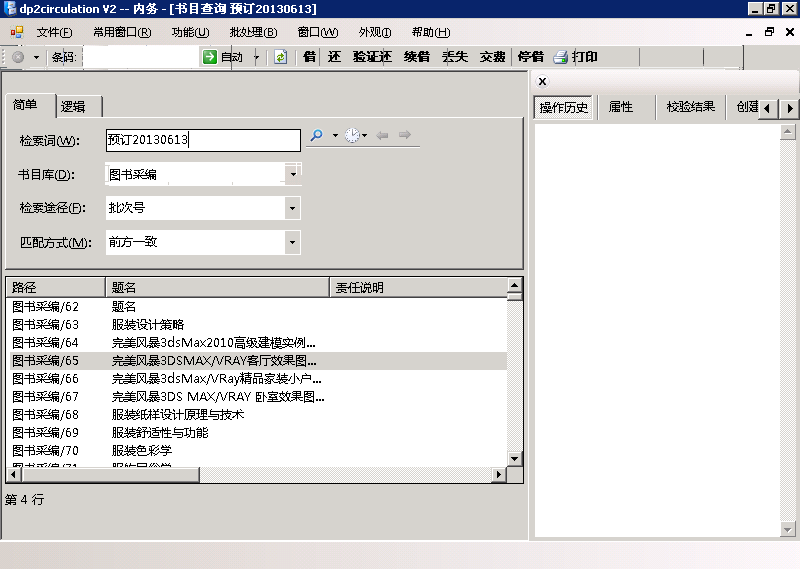 dp2circulation V2 -- 内务 - [书目查询 预订20130613]
文件(F) 常用窗口(R) 功能(U) 批处理(B) 窗口(W) 外观(I) 帮助(H)
条码: 自动 借 还 验证还 续借 丢失 交费 停借 打印
简单 逻辑
检索词(W): 预订20130613
书目库(D): 图书采编
检索途径(F): 批次号
匹配方式(M): 前方一致
路径 题名 责任说明
图书采编/62 题名
图书采编/63 服装设计策略
图书采编/64 完美风暴3dsMax2010高级建模实例...
图书采编/65 完美风暴3DSMAX/VRAY客厅效果图...
图书采编/66 完美风暴3dsMax/VRay精品家装小户...
图书采编/67 完美风暴3DS MAX/VRAY 卧室效果图...
图书采编/68 服装纸样设计原理与技术
图书采编/69 服装舒适性与功能
图书采编/70 服装色彩学
第 4 行
操作历史 属性 校验结果 创建